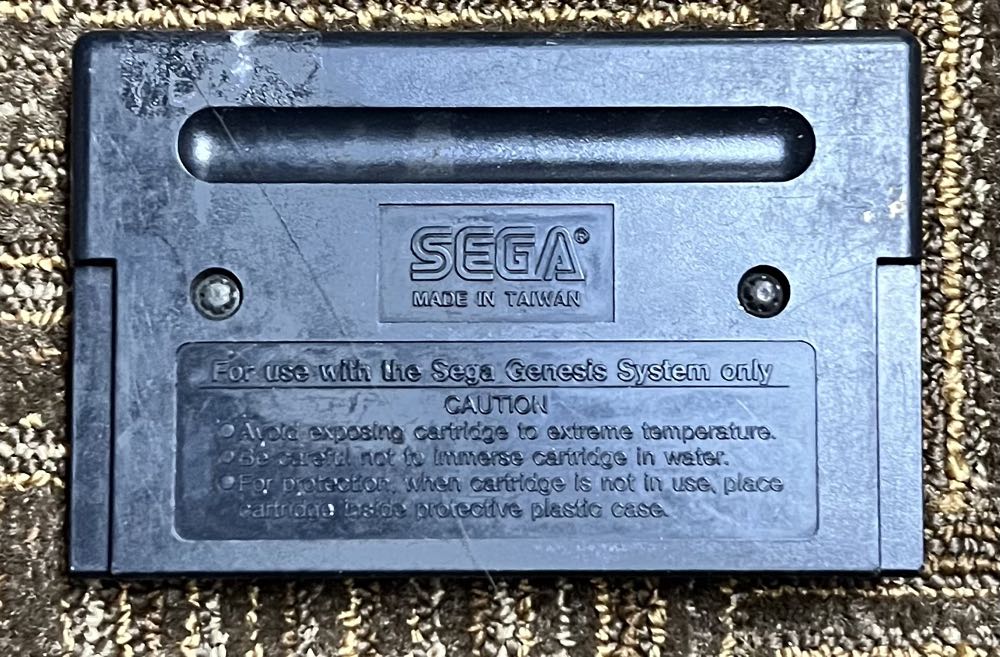 SEGA®
MADE IN TAIWAN
For use with the Sega Genesis System only
CAUTION
•Avoid exposing cartridge to extreme temperature.
•Be careful not to immerse cartridge in water.
•For protection, when cartridge is not in use, place
cartridge inside protective plastic case.